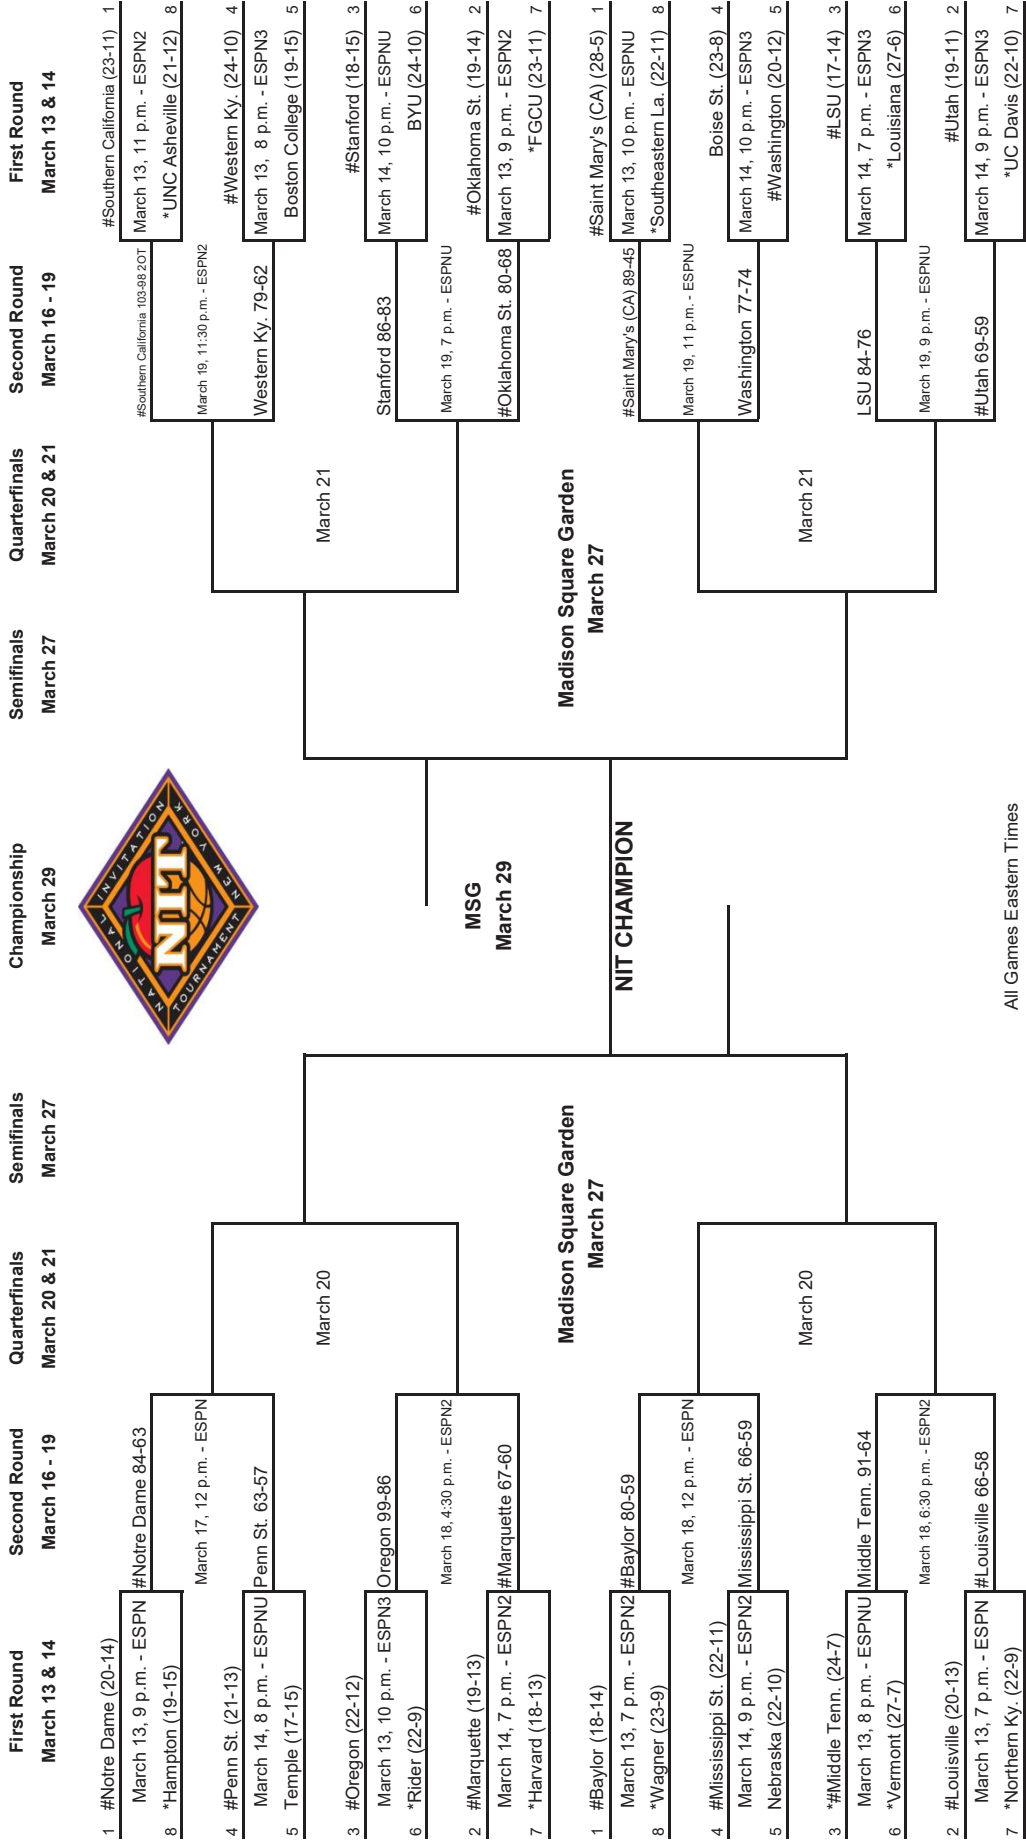 First Round
March 13 & 14
Second Round
March 16 - 19
Quarterfinals
March 20 & 21
Semifinals
March 27
Championship
March 29
Semifinals
March 27
Quarterfinals
March 20 & 21
Second Round
March 16 - 19
First Round
March 13 & 14
1 #Notre Dame (20-14)
March 13, 9 p.m. - ESPN
8 *Hampton (19-15)
#Notre Dame 84-63
March 17, 12 p.m. - ESPN
4 #Penn St. (21-13)
March 14, 8 p.m. - ESPNU
5 Temple (17-15)
Penn St. 63-57
March 20
3 #Oregon (22-12)
March 13, 10 p.m. - ESPN3
6 *Rider (22-9)
Oregon 99-86
March 18, 4:30 p.m. - ESPN2
2 #Marquette (19-13)
March 14, 7 p.m. - ESPN2
7 *Harvard (18-13)
#Marquette 67-60
Madison Square Garden
March 27
1 #Baylor (18-14)
March 13, 7 p.m. - ESPN2
8 *Wagner (23-9)
#Baylor 80-59
March 18, 12 p.m. - ESPN
4 #Mississippi St. (22-11)
March 14, 9 p.m. - ESPN2
5 Nebraska (22-10)
Mississippi St. 66-59
March 20
3 *#Middle Tenn. (24-7)
March 13, 8 p.m. - ESPNU
6 *Vermont (27-7)
Middle Tenn. 91-64
March 18, 6:30 p.m. - ESPN2
2 #Louisville (20-13)
March 13, 7 p.m. - ESPN
7 *Northern Ky. (22-9)
#Louisville 66-58
NATIONAL INVITATION
NIT
TOURNAMENT NEW YORK
MSG
March 29
NIT CHAMPION
All Games Eastern Times
#Southern California (23-11) 1
March 13, 11 p.m. - ESPN2
*UNC Asheville (21-12) 8
#Southern California 103-98 2OT
March 19, 11:30 p.m. - ESPN2
#Western Ky. (24-10) 4
March 13, 8 p.m. - ESPN3
Boston College (19-15) 5
Western Ky. 79-62
March 21
#Stanford (18-15) 3
March 14, 10 p.m. - ESPNU
BYU (24-10) 6
Stanford 86-83
March 19, 7 p.m. - ESPNU
#Oklahoma St. (19-14) 2
March 13, 9 p.m. - ESPN2
*FGCU (23-11) 7
#Oklahoma St. 80-68
Madison Square Garden
March 27
#Saint Mary's (CA) (28-5) 1
March 13, 10 p.m. - ESPNU
*Southeastern La. (22-11) 8
#Saint Mary's (CA) 89-45
March 19, 11 p.m. - ESPNU
Boise St. (23-8) 4
March 14, 10 p.m. - ESPN3
#Washington (20-12) 5
Washington 77-74
March 21
#LSU (17-14) 3
March 14, 7 p.m. - ESPN3
*Louisiana (27-6) 6
LSU 84-76
March 19, 9 p.m. - ESPNU
#Utah (19-11) 2
March 14, 9 p.m. - ESPN3
*UC Davis (22-10) 7
#Utah 69-59